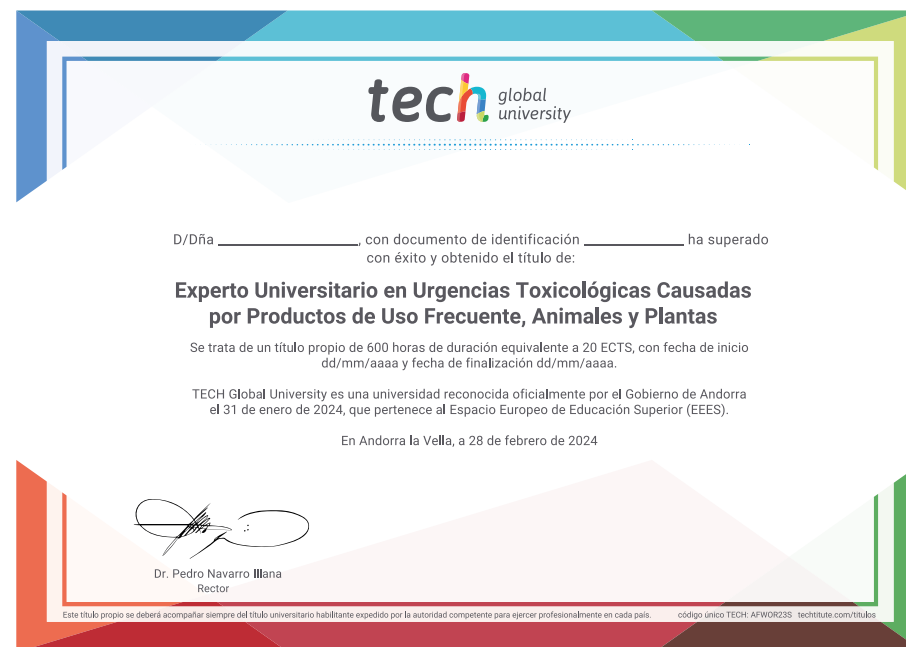 tech global university
D/Dña ____________, con documento de identificación ____________ ha superado
con éxito y obtenido el título de:
Experto Universitario en Urgencias Toxicológicas Causadas
por Productos de Uso Frecuente, Animales y Plantas
Se trata de un título propio de 600 horas de duración equivalente a 20 ECTS, con fecha de inicio
dd/mm/aaaa y fecha de finalización dd/mm/aaaa.
TECH Global University es una universidad reconocida oficialmente por el Gobierno de Andorra
el 31 de enero de 2024, que pertenece al Espacio Europeo de Educación Superior (EEES).
En Andorra la Vella, a 28 de febrero de 2024
Dr. Pedro Navarro Illana
Rector
Este título propio se deberá acompañar siempre del título universitario habilitante expedido por la autoridad competente para ejercer profesionalmente en cada país. código único TECH: AFWOR23S techtitute.com/titulos